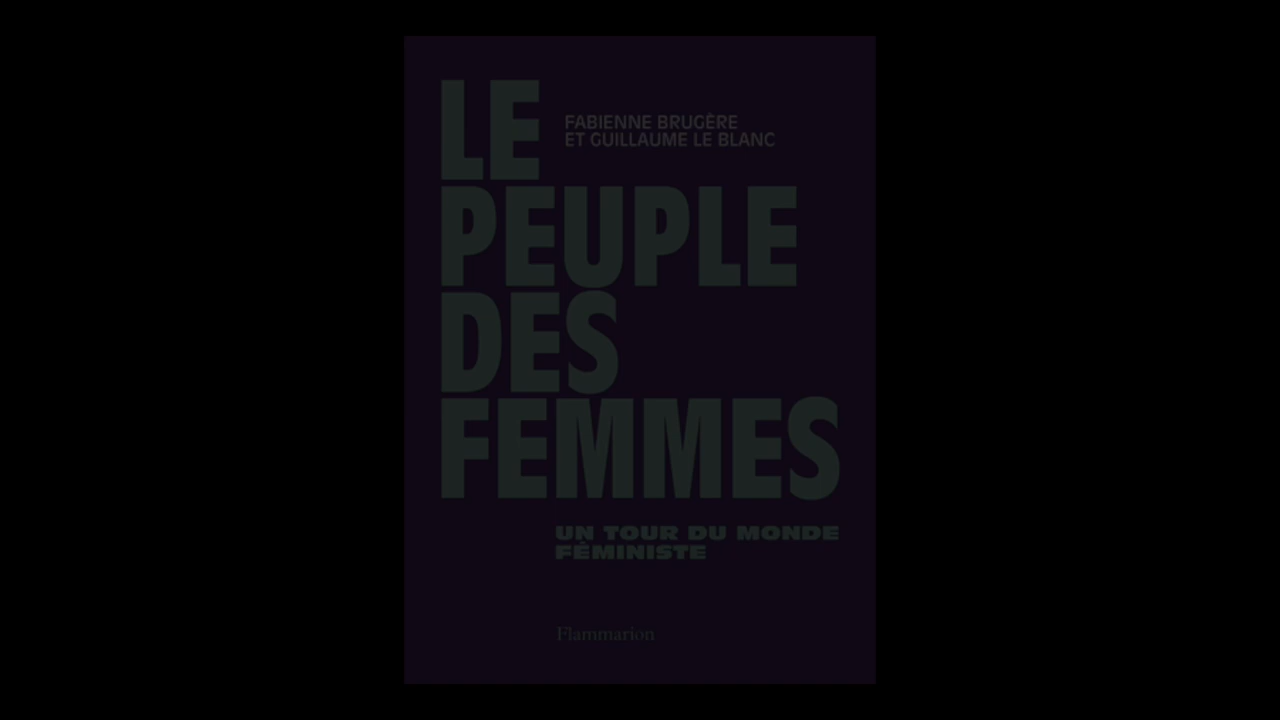 LE
FABIENNE BRUGÈRE
ET GUILLAUME LE BLANC
PEUPLE
DES
FEMMES
UN TOUR DU MONDE
FÉMINISTE
Flammarion